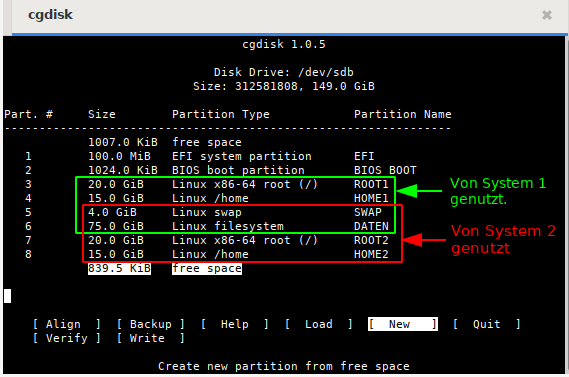 cgdisk
cgdisk 1.0.5
Disk Drive: /dev/sdb
Size: 312581808, 149.0 GiB
Part. # Size Partition Type Partition Name
----------------------------------------------------------------
1007.0 KiB free space
1 100.0 MiB EFI system partition EFI
2 1024.0 KiB BIOS boot partition BIOS BOOT
3 20.0 GiB Linux x86-64 root (/) ROOT1
4 15.0 GiB Linux /home HOME1
5 4.0 GiB Linux swap SWAP
6 75.0 GiB Linux filesystem DATEN
7 20.0 GiB Linux x86-64 root (/) ROOT2
8 15.0 GiB Linux /home HOME2
839.5 KiB free space
Von System 1
genutzt.
Von System 2
genutzt
[ Align ] [ Backup ] [ Help ] [ Load ] [ New ] [ Quit ]
[ Verify ] [ Write ]
Create new partition from free space